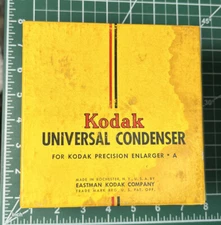 Kodak
UNIVERSAL CONDENSER
FOR KODAK PRECISION ENLARGER • A
MADE IN ROCHESTER, N. Y., U. S. A. BY
EASTMAN KODAK COMPANY
TRADE MARK REG. U. S. PAT. OFF.